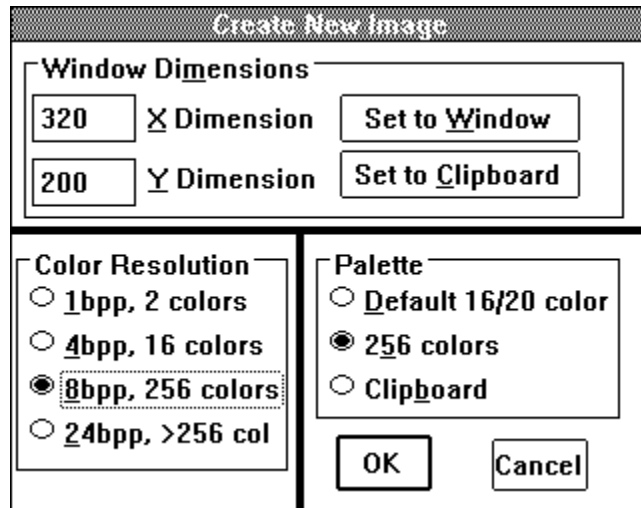 Create New Image
Window Dimensions
320 X Dimension Set to Window
200 Y Dimension Set to Clipboard
Color Resolution
1bpp, 2 colors
4bpp, 16 colors
8bpp, 256 colors
24bpp, >256 col
Palette
Default 16/20 color
256 colors
Clipboard
OK Cancel